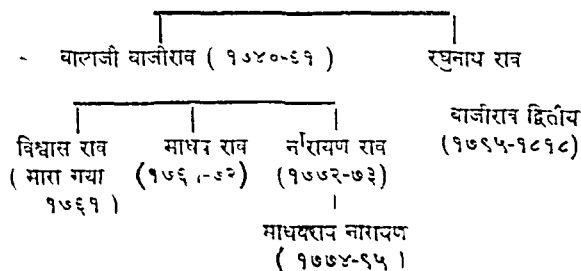 बालाजी बाजीराव ( १७४०-६१ ) रघुनाथ राव
विश्वास राव माधव राव नारायण राव बाजीराव द्वितीय
( मारा गया (१७६१-७२) (१७७२-७३) (१७९५-१८१८)
१७६१ )
माधवराव नारायण
( १७७४-९५ )